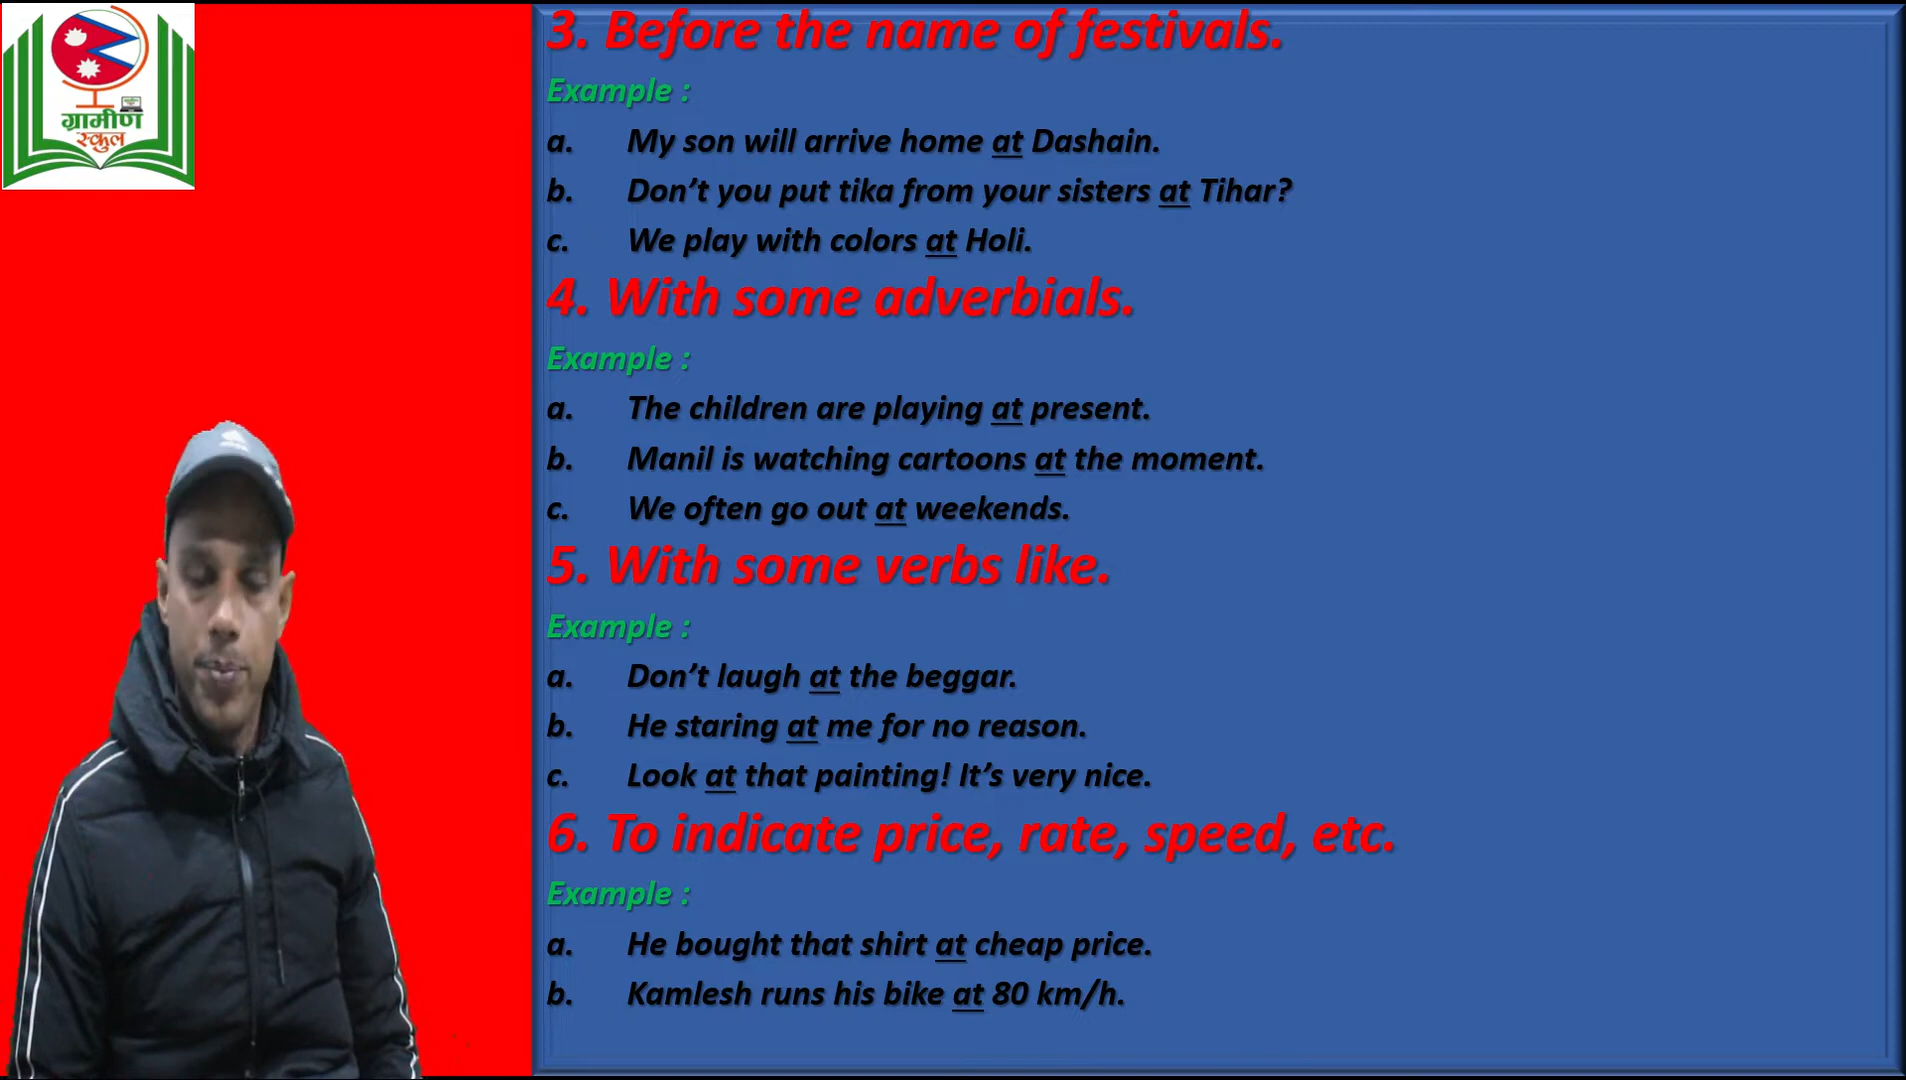 ग्रामीण
स्कुल
3. Before the name of festivals.
Example :
a. My son will arrive home at Dashain.
b. Don’t you put tika from your sisters at Tihar?
c. We play with colors at Holi.
4. With some adverbials.
Example :
a. The children are playing at present.
b. Manil is watching cartoons at the moment.
c. We often go out at weekends.
5. With some verbs like.
Example :
a. Don’t laugh at the beggar.
b. He staring at me for no reason.
c. Look at that painting! It’s very nice.
6. To indicate price, rate, speed, etc.
Example :
a. He bought that shirt at cheap price.
b. Kamlesh runs his bike at 80 km/h.